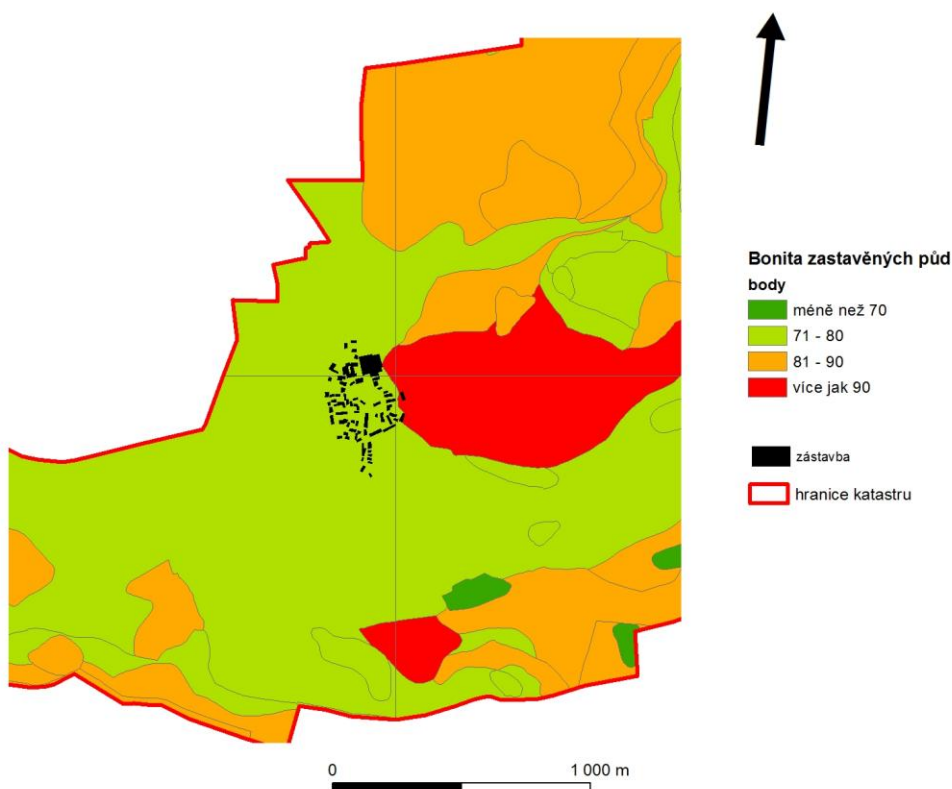 Bonita zastavěných půd
body
méně než 70
71 - 80
81 - 90
více jak 90
zástavba
hranice katastru
0
1 000 m